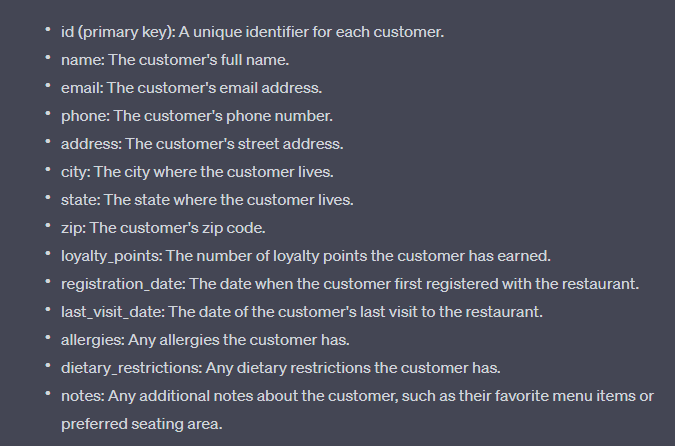 • id (primary key): A unique identifier for each customer.
• name: The customer's full name.
• email: The customer's email address.
• phone: The customer's phone number.
• address: The customer's street address.
• city: The city where the customer lives.
• state: The state where the customer lives.
• zip: The customer's zip code.
• loyalty_points: The number of loyalty points the customer has earned.
• registration_date: The date when the customer first registered with the restaurant.
• last_visit_date: The date of the customer's last visit to the restaurant.
• allergies: Any allergies the customer has.
• dietary_restrictions: Any dietary restrictions the customer has.
• notes: Any additional notes about the customer, such as their favorite menu items or
preferred seating area.